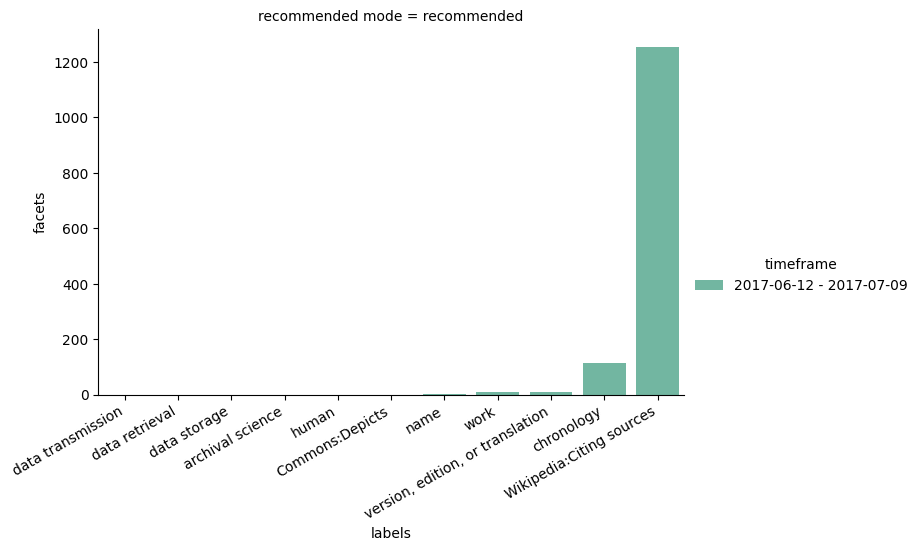 recommended mode = recommended
1200
1000
800
600
400
200
0
facets
data transmission
data retrieval
data storage
archival science
human
Commons:Depicts
name
work
version, edition, or translation
chronology
Wikipedia:Citing sources
labels
timeframe
2017-06-12 - 2017-07-09